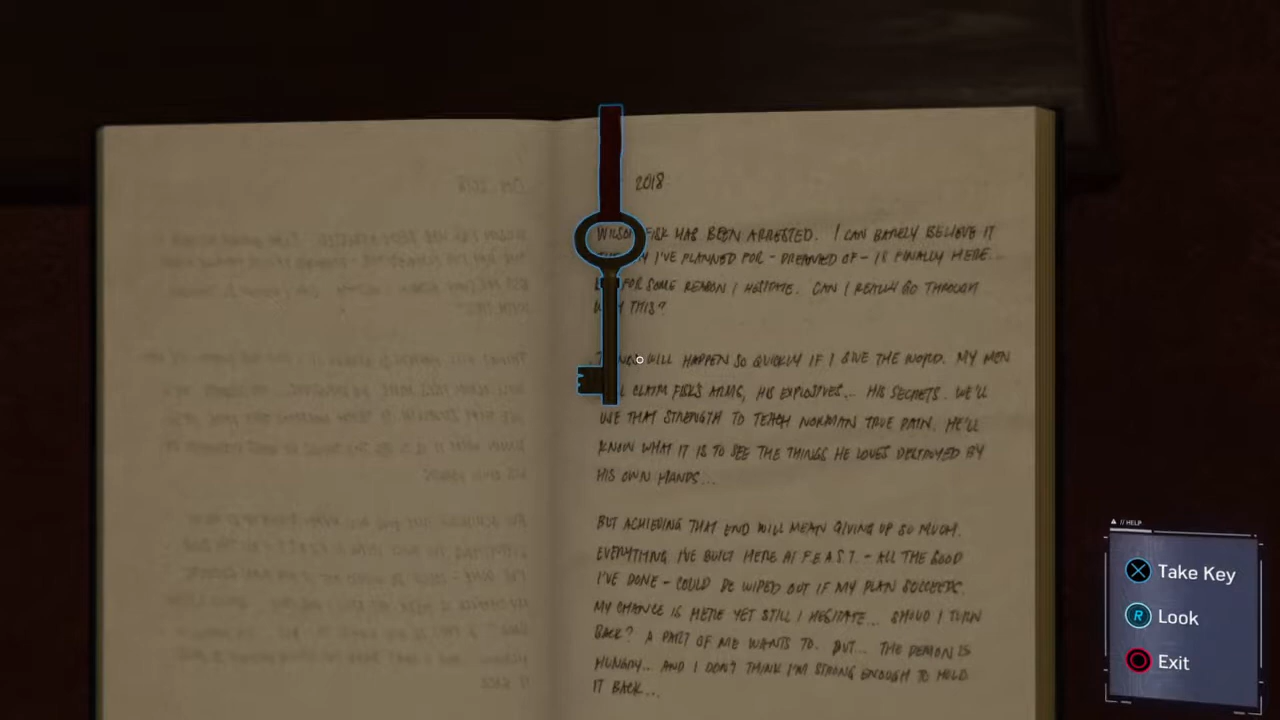 2018
WILSON FISK HAS BEEN ARRESTED. I CAN BARELY BELIEVE IT
I'VE PLANNED FOR - DREAMED OF - IS FINALLY HERE...
FOR SOME REASON I HESITATE. CAN I REALLY GO THROUGH
THIS?
WILL HAPPEN SO QUICKLY IF I GIVE THE WORD. MY MEN
CLAIM FISK'S ARMS, HIS EXPLOSIVES... HIS SECRETS. WE'LL
USE THAT STRENGTH TO TEACH NORMAN TRUE PAIN. HE'LL
KNOW WHAT IT IS TO SEE THE THINGS HE LOVES DESTROYED BY
HIS OWN HANDS...
BUT ACHIEVING THAT END WILL MEAN GIVING UP SO MUCH.
EVERYTHING I'VE BUILT HERE AT F.E.A.S.T. - ALL THE GOOD
I'VE DONE - COULD BE WIPED OUT IF MY PLAN SUCCEEDS.
MY CHANCE IS HERE YET STILL I HESITATE... SHOULD I TURN
BACK? A PART OF ME WANTS TO. BUT... THE DEMON IS
HUNGRY... AND I DON'T THINK I'M STRONG ENOUGH TO HOLD
IT BACK...
// HELP
Take Key
R Look
Exit